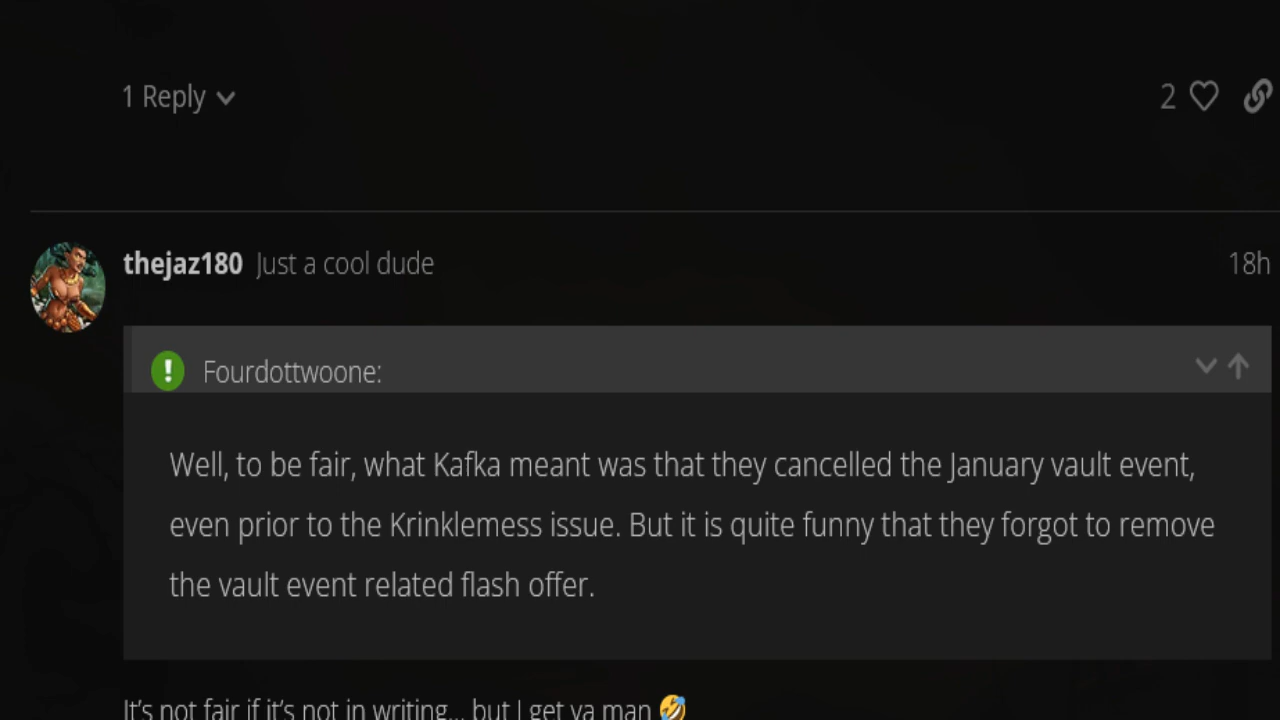 1 Reply
2
thejaz180 Just a cool dude 18h
Fourdottwoone:
Well, to be fair, what Kafka meant was that they cancelled the January vault event,
even prior to the Krinklemess issue. But it is quite funny that they forgot to remove
the vault event related flash offer.
It's not fair if it's not in writing... but I get ya man 🤣